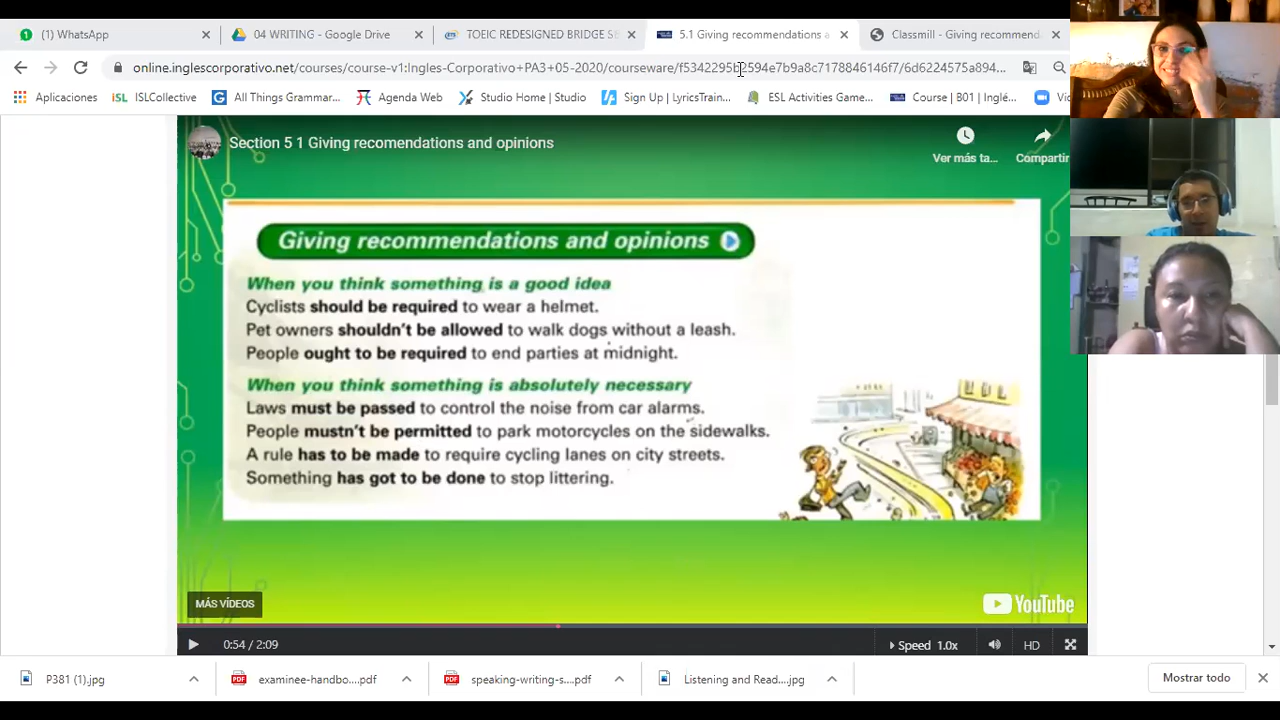 (1) WhatsApp
04 WRITING - Google Drive
TOEIC REDESIGNED BRIDGE S
5.1 Giving recommendations a
Classmill - Giving recommend.
online.inglescorporativo.net/courses/course-v1:Ingles-Corporativo+PA3+05-2020/courseware/f5342295b2594e7b9a8c7178846146f7/6d6224575a894...
Aplicaciones
ISLCollective
All Things Grammar...
Agenda Web
Studio Home | Studio
Sign Up | LyricsTrain...
ESL Activities Game...
Course | B01 | Inglé...
Section 5 1 Giving recomendations and opinions
Ver más ta...
Compartir
Giving recommendations and opinions
When you think something is a good idea
Cyclists should be required to wear a helmet.
Pet owners shouldn't be allowed to walk dogs without a leash.
People ought to be required to end parties at midnight.
When you think something is absolutely necessary
Laws must be passed to control the noise from car alarms.
People mustn't be permitted to park motorcycles on the sidewalks.
A rule has to be made to require cycling lanes on city streets.
Something has got to be done to stop littering.
MÁS VÍDEOS
YouTube
0:54 / 2:09
Speed 1.0x
HD
P381 (1).jpg
examinee-handbo....pdf
speaking-writing-s....pdf
Listening and Read....jpg
Mostrar todo